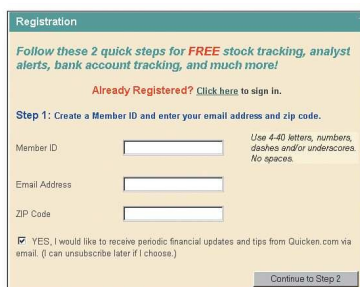 Registration
Follow these 2 quick steps for FREE stock tracking, analyst
alerts, bank account tracking, and much more!
Already Registered? Click here to sign in.
Step 1: Create a Member ID and enter your email address and zip code.
Member ID
Use 4-40 letters, numbers,
dashes and/or underscores.
No spaces.
Email Address
ZIP Code
YES, I would like to receive periodic financial updates and tips from Quicken.com via
email. (I can unsubscribe later if I choose.)
Continue to Step 2